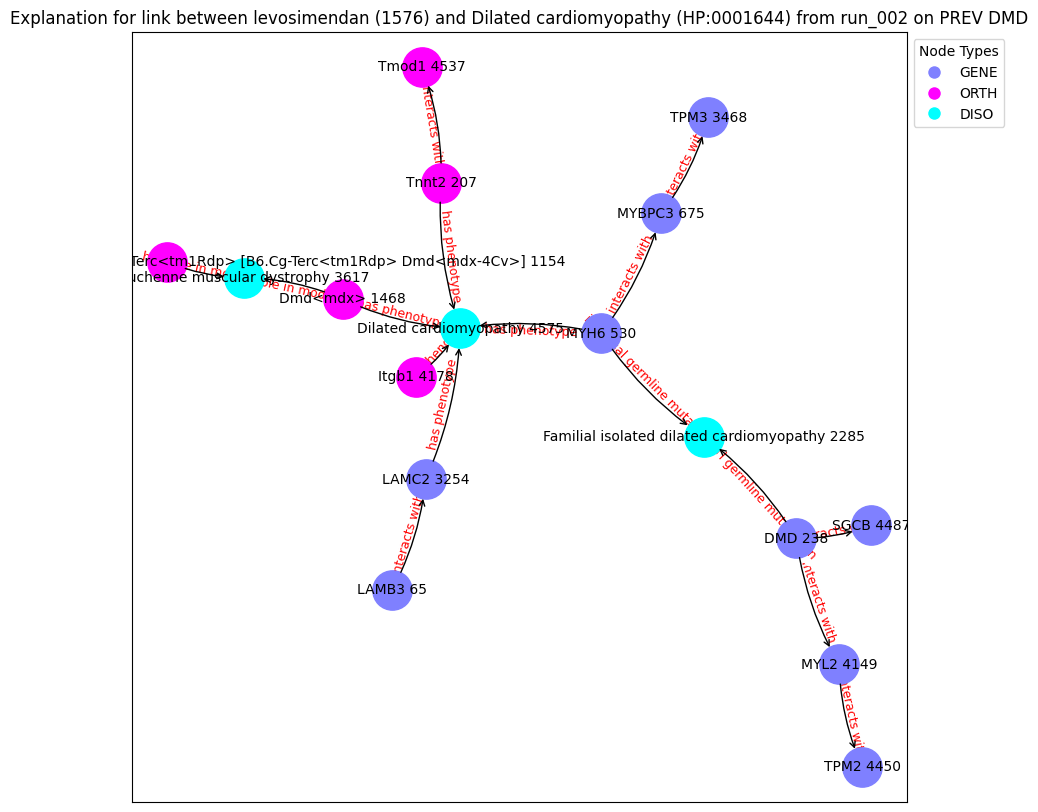 Explanation for link between levosimendan (1576) and Dilated cardiomyopathy (HP:0001644) from run_002 on PREV DMD
Node Types
GENE
ORTH
DISO
Tmod1 4537
interacts with
Tnnt2 207
has phenotype
TPM3 3468
interacts with
MYBPC3 675
interacts with
Terc<tm1Rdp> [B6.Cg-Terc<tm1Rdp> Dmd<mdx-4Cv>] 1154
uchenne muscular dystrophy 3617
Dmd<mdx> 1468
has phenotype
Dilated cardiomyopathy 4575
has phenotype
MYH6 530
Itgb1 4178
has phenotype
al germline muta
Familial isolated dilated cardiomyopathy 2285
germline mut
LAMC2 3254
interacts with
LAMB3 65
DMD 238
SGCB 4487
interacts with
MYL2 4149
interacts with
TPM2 4450